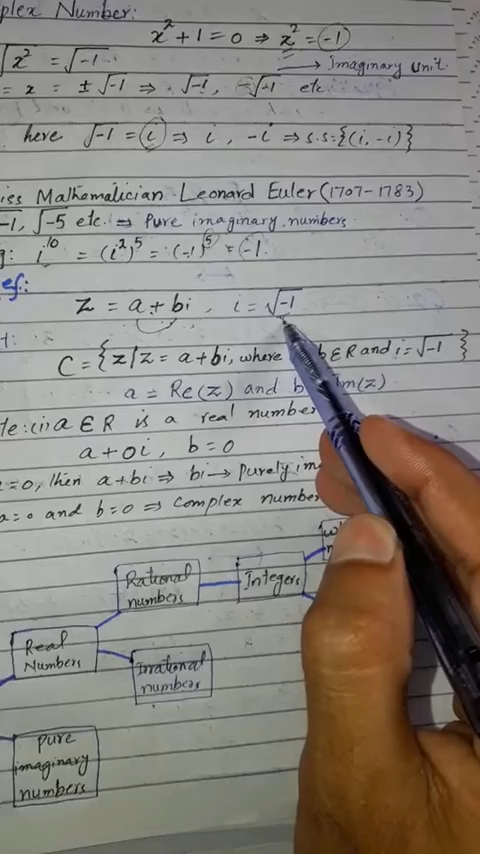 plex Number:
x² + 1 = 0 ⇒ x² = -1
√x² = √-1 → Imaginary unit.
= x = ± √-1 ⇒ √-1, -√-1 etc
here √-1 = i ⇒ i, -i ⇒ s.s = {(i, -i)}
iss Mathematician Leonard Euler (1707-1783)
-1, √-5 etc ⇒ Pure imaginary numbers
g: i¹⁰ = (i²)⁵ = (-1)⁵ = -1.
ef:
Z = a + bi, i = √-1
t:
C = {z/z = a + bi, where b ∈ R and i = √-1}
a = Re(z) and b m(z)
te: (i) a ∈ R is a real number
a + 0i, b = 0
= 0, then a + bi ⇒ bi → purely im
a = 0 and b = 0 ⇒ Complex number
Rational numbers
Integers
Real Numbers
Irrational numbers
Pure imaginary numbers